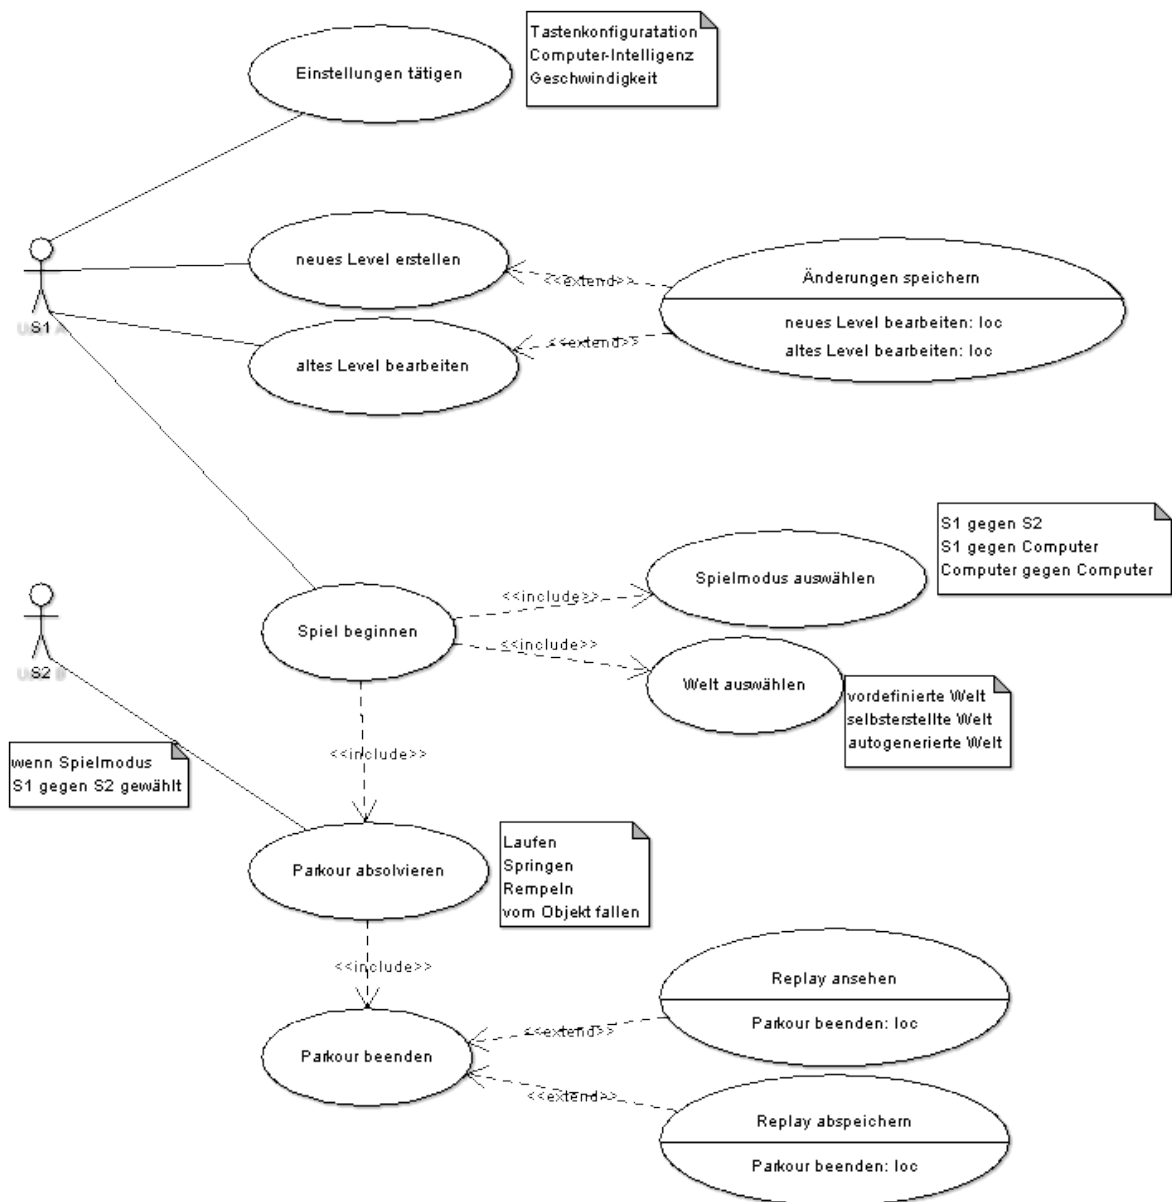 Tastenkonfiguratation
Computer-Intelligenz
Geschwindigkeit
Einstellungen tätigen
neues Level erstellen
<<extend>>
Änderungen speichern
neues Level bearbeiten: loc
altes Level bearbeiten: loc
S1
altes Level bearbeiten
<<extend>>
S1 gegen S2
S1 gegen Computer
Computer gegen Computer
Spielmodus auswählen
<<include>>
Spiel beginnen
<<include>>
Welt auswählen
vordefinierte Welt
selbsterstellte Welt
autogenerierte Welt
S2
wenn Spielmodus
S1 gegen S2 gewählt
<<include>>
Parkour absolvieren
Laufen
Springen
Rempeln
vom Objekt fallen
<<include>>
Replay ansehen
Parkour beenden: loc
<<extend>>
Parkour beenden
<<extend>>
Replay abspeichern
Parkour beenden: loc